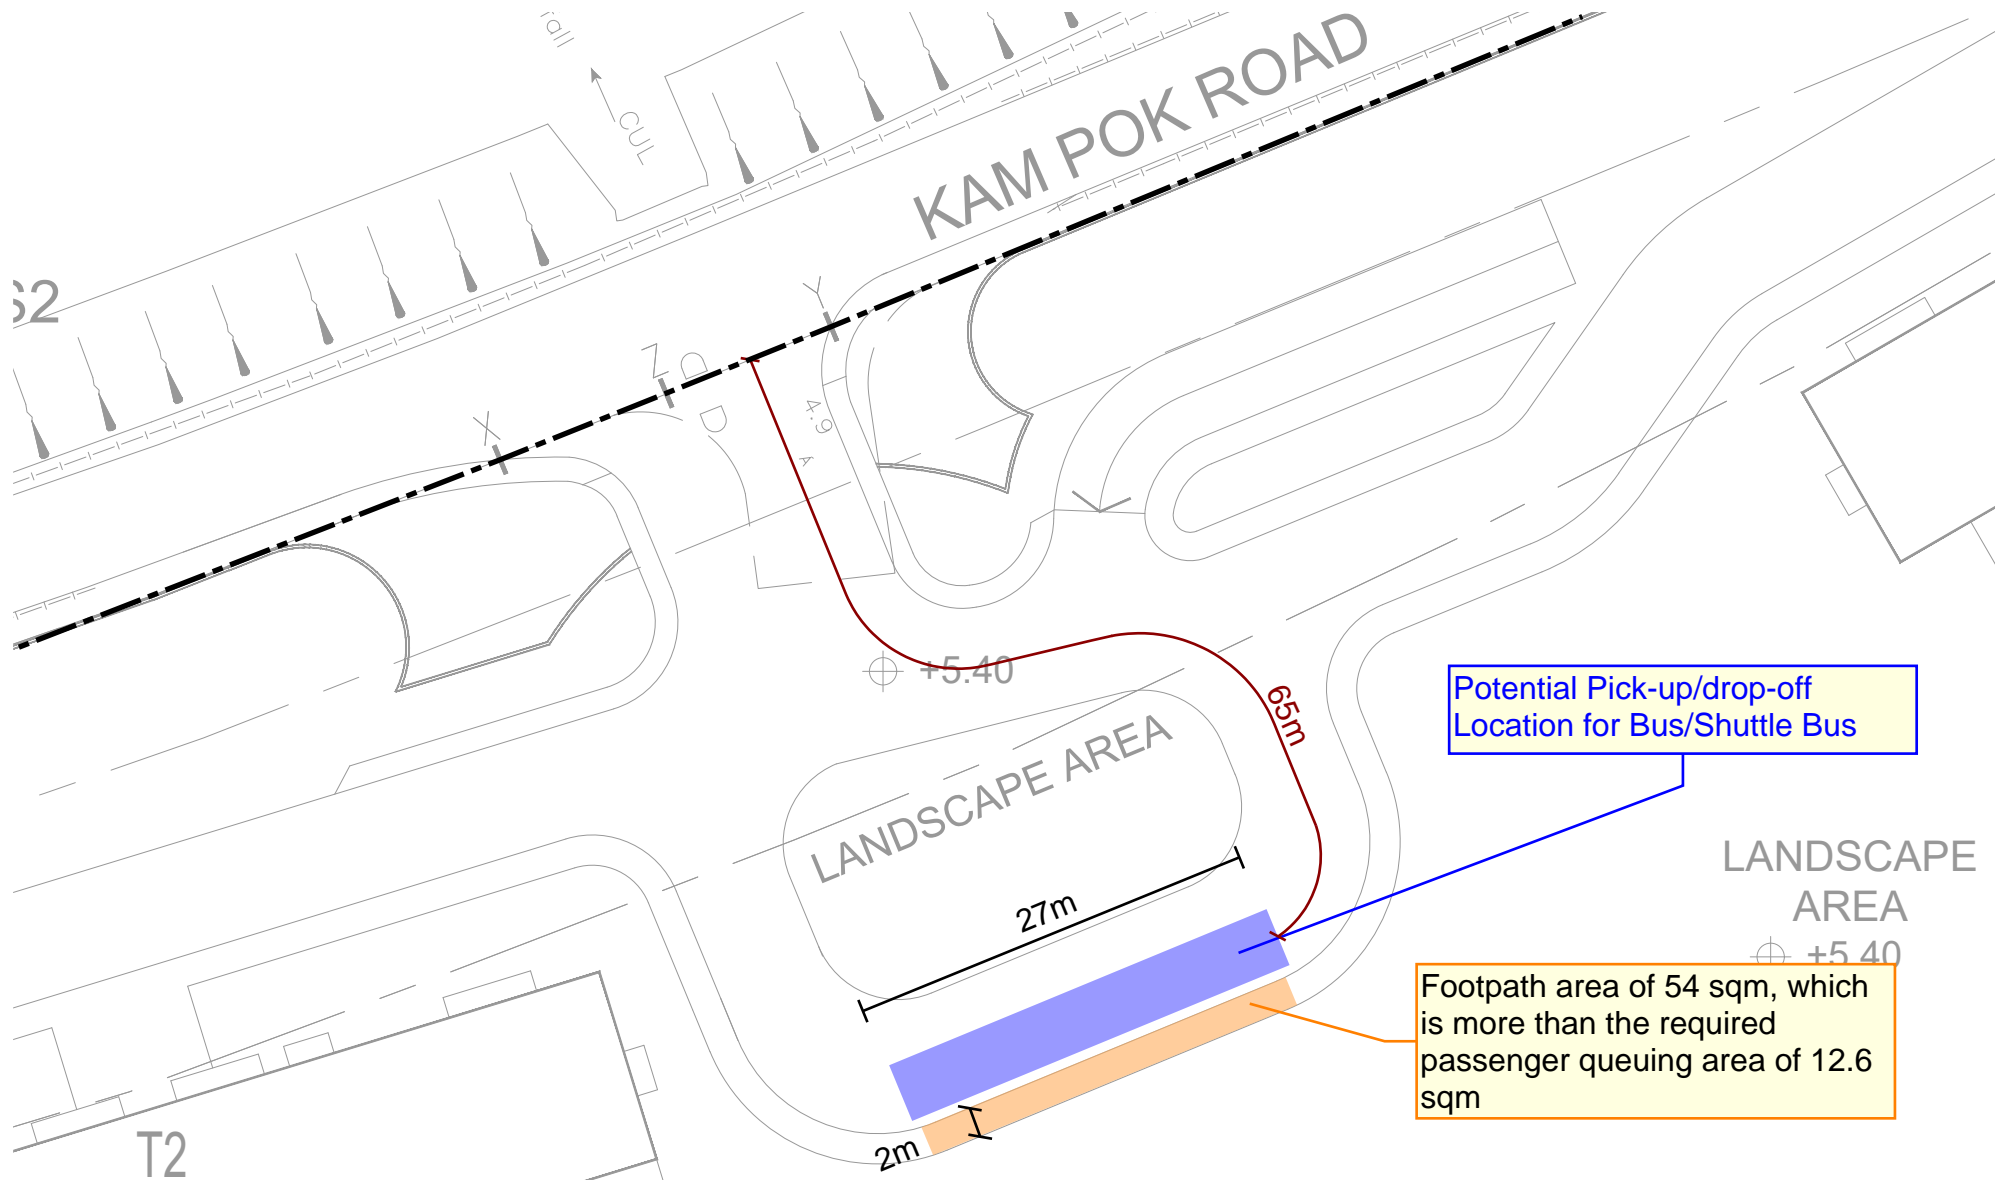 CUL
KAM POK ROAD
S2
Y
Z
X
4.9
A
+5.40
65m
Potential Pick-up/drop-off
Location for Bus/Shuttle Bus
LANDSCAPE AREA
27m
LANDSCAPE
AREA
+5.40
Footpath area of 54 sqm, which
is more than the required
passenger queuing area of 12.6
sqm
2m
T2